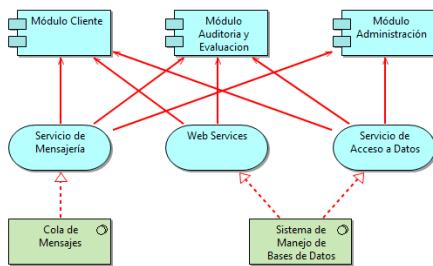 Módulo Cliente
Módulo
Auditoria y
Evaluacion
Módulo
Administración
Servicio de
Mensajería
Web Services
Servicio de
Acceso a Datos
Cola de
Mensajes
Sistema de
Manejo de
Bases de Datos